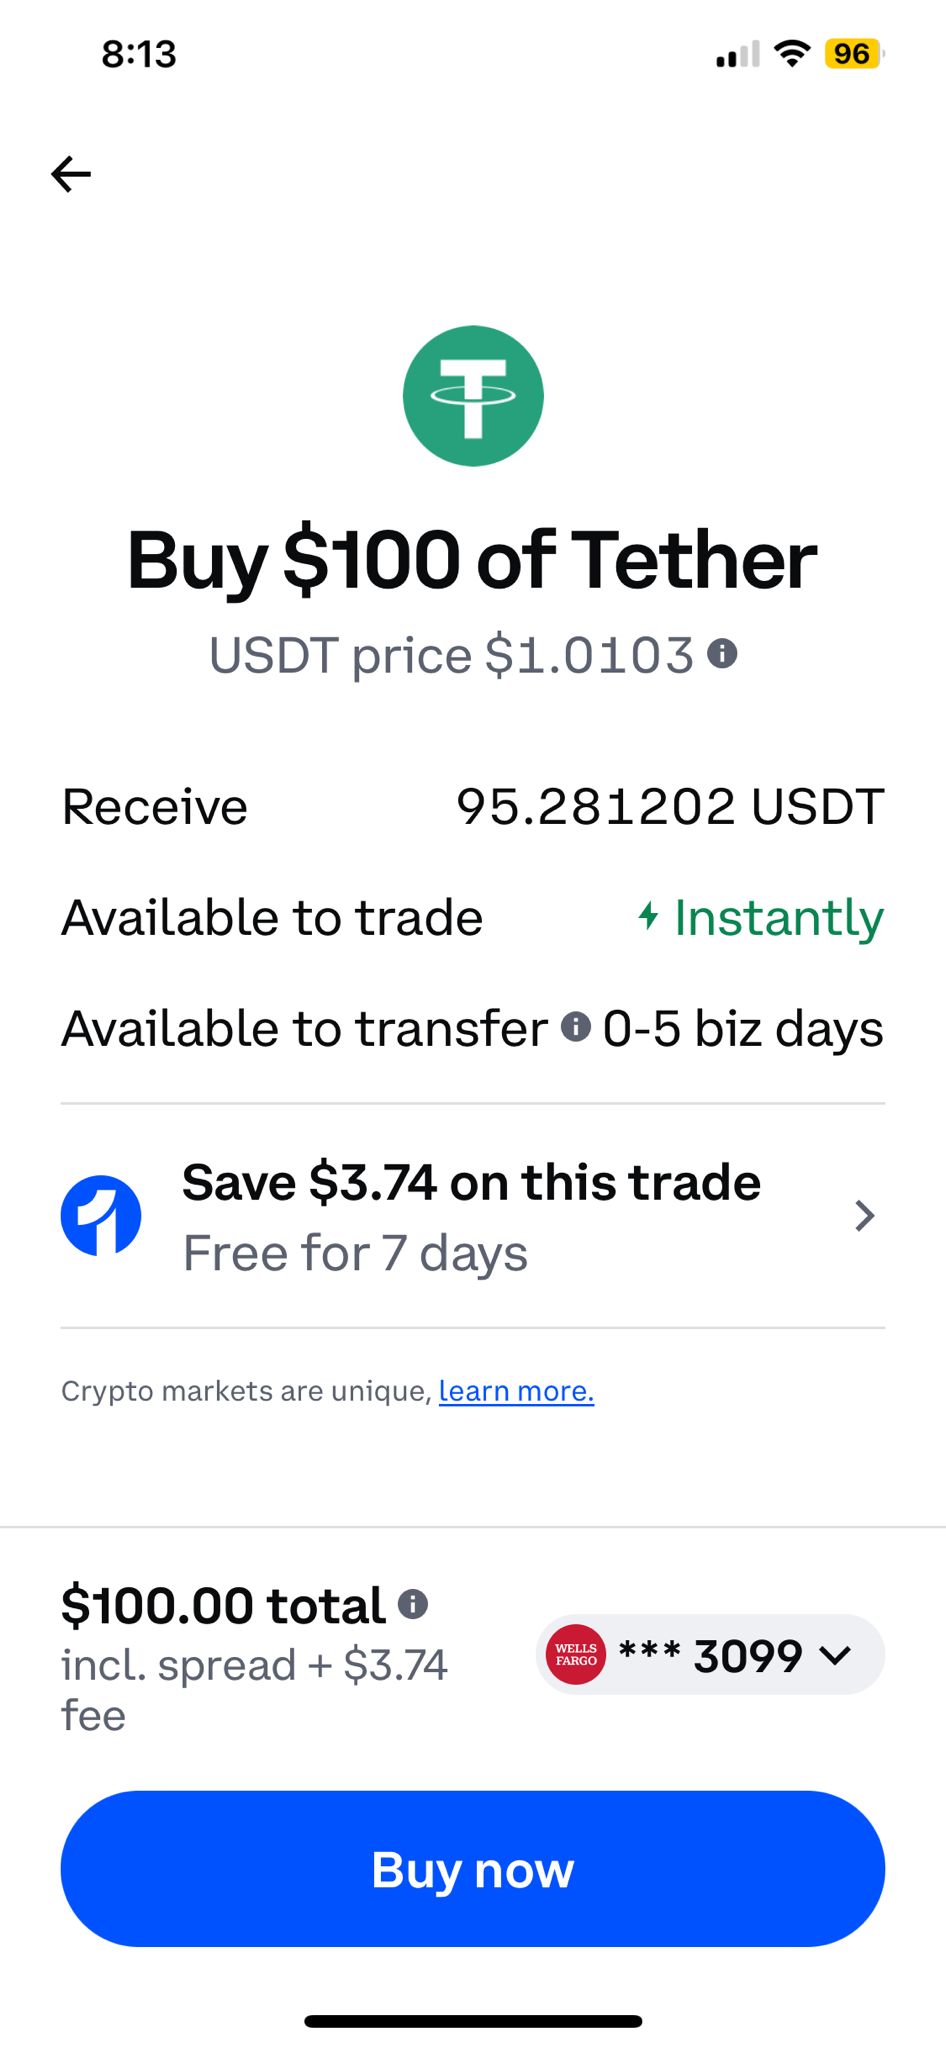 8:13
96
Buy $100 of Tether
USDT price $1.0103
Receive 95.281202 USDT
Available to trade Instantly
Available to transfer 0-5 biz days
Save $3.74 on this trade
Free for 7 days
Crypto markets are unique, learn more.
$100.00 total
incl. spread + $3.74
fee
WELLS
FARGO
*** 3099
Buy now